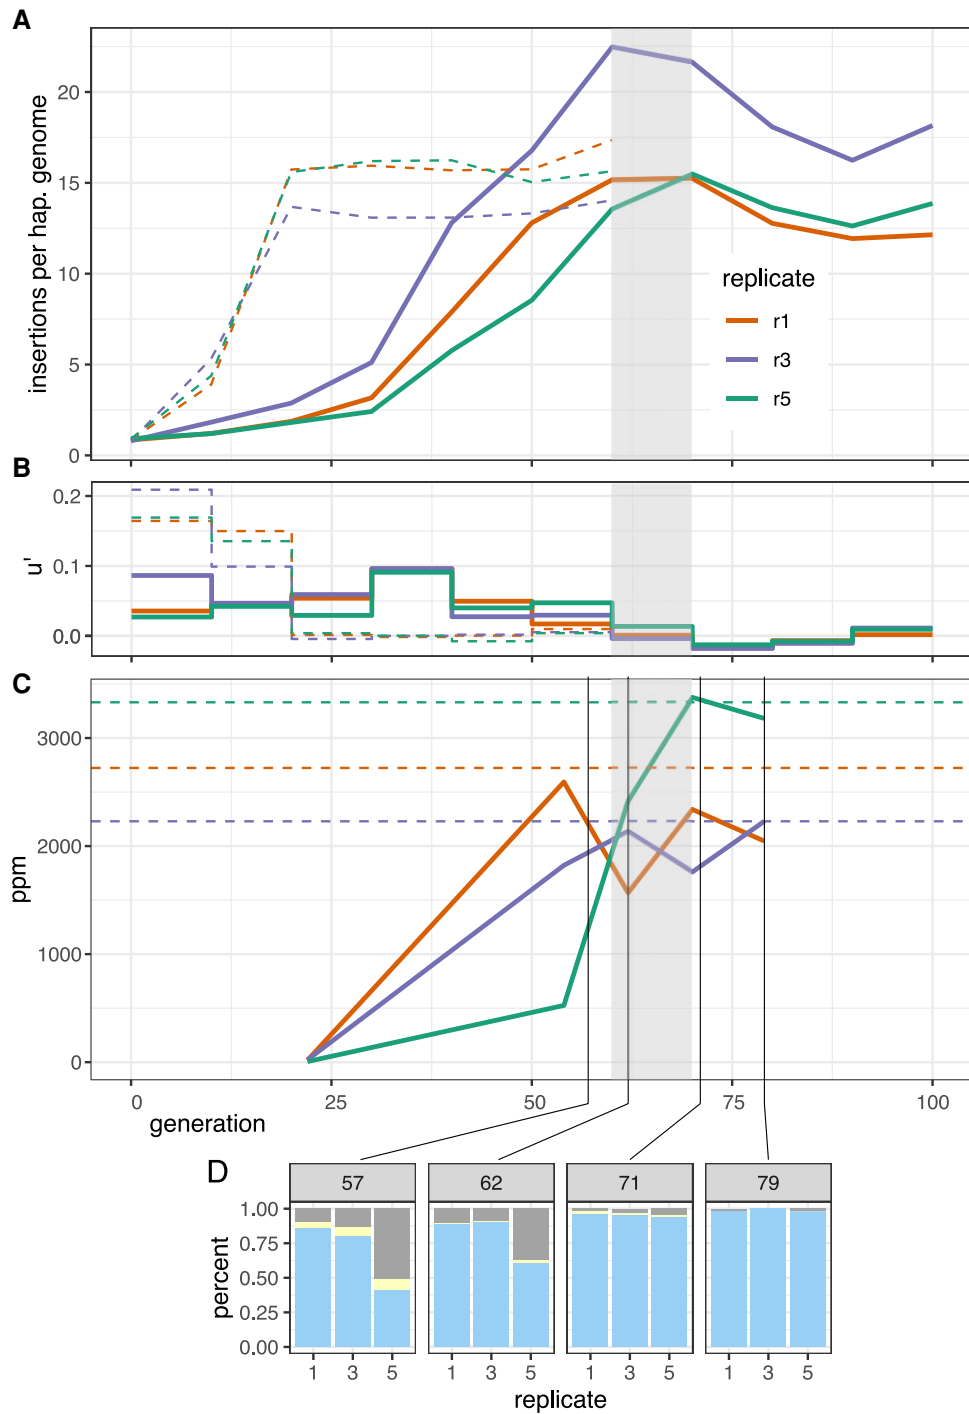 A
insertions per hap. genome
20
15
10
5
0
replicate
r1
r3
r5
B
u'
0.2
0.1
0.0
C
ppm
3000
2000
1000
0
0 25 50 75 100
generation
D
57 62 71 79
percent
1.00
0.75
0.50
0.25
0.00
1 3 5 1 3 5 1 3 5 1 3 5
replicate